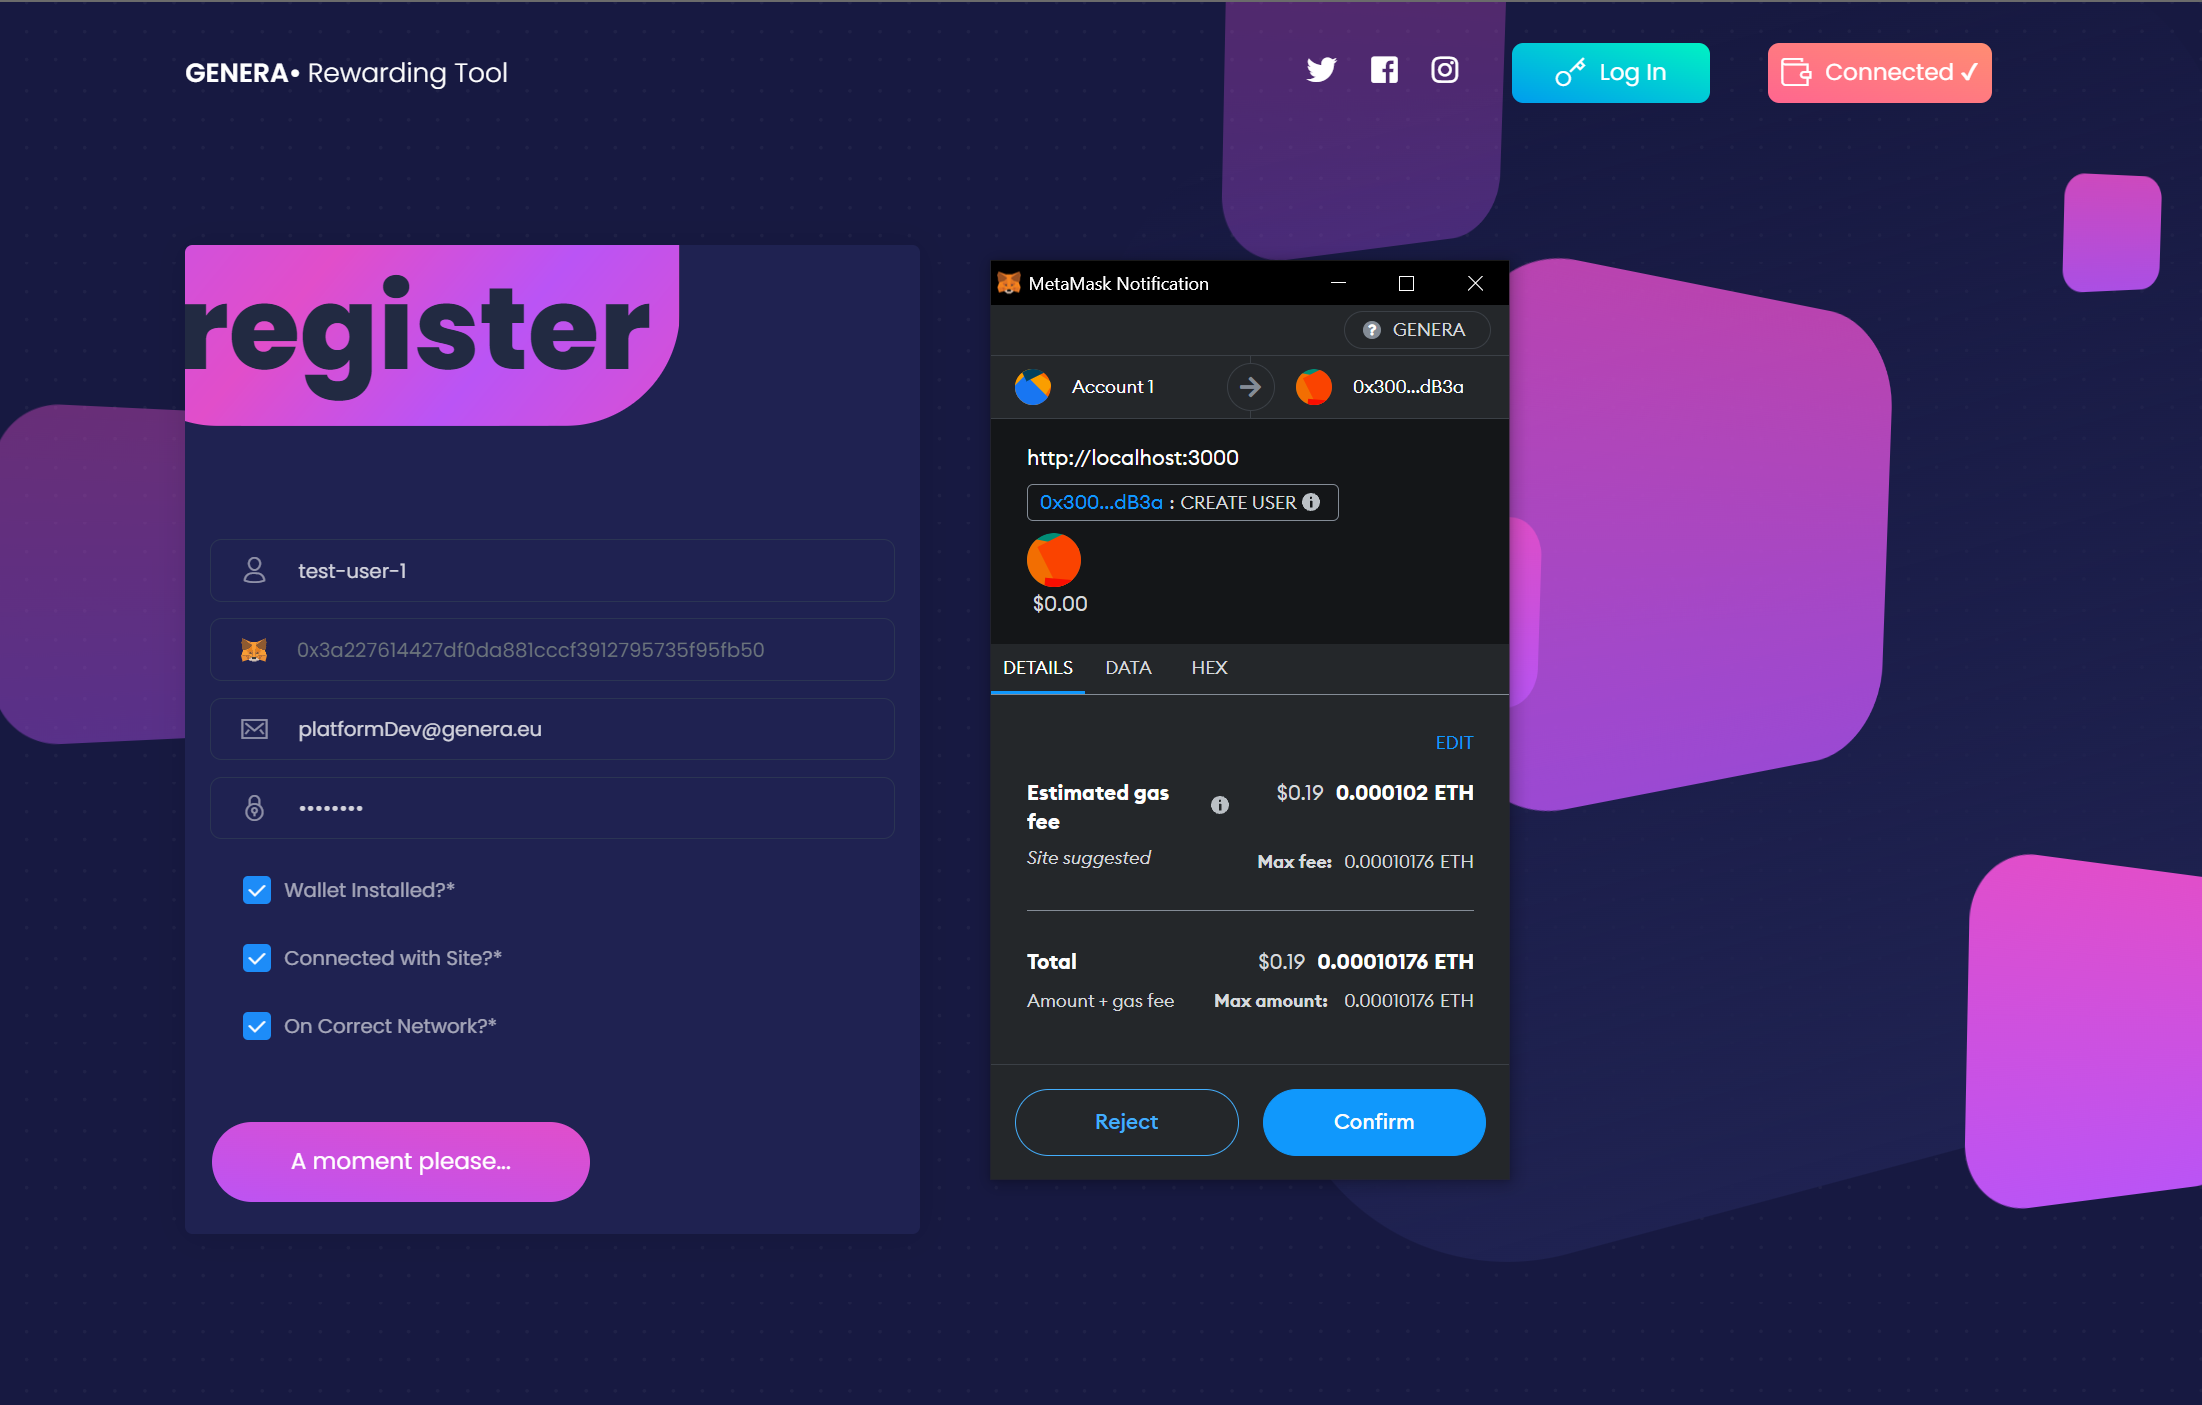 GENERA• Rewarding Tool
Log In
Connected ✓
register
test-user-1
0x3a227614427df0da881cccf3912795735f95fb50
platformDev@genera.eu
••••••••
Wallet Installed?*
Connected with Site?*
On Correct Network?*
A moment please...
MetaMask Notification
GENERA
Account 1
0x300...dB3a
http://localhost:3000
0x300...dB3a : CREATE USER
$0.00
DETAILS DATA HEX
EDIT
Estimated gas fee $0.19 0.000102 ETH
Site suggested Max fee: 0.00010176 ETH
Total $0.19 0.00010176 ETH
Amount + gas fee Max amount: 0.00010176 ETH
Reject Confirm